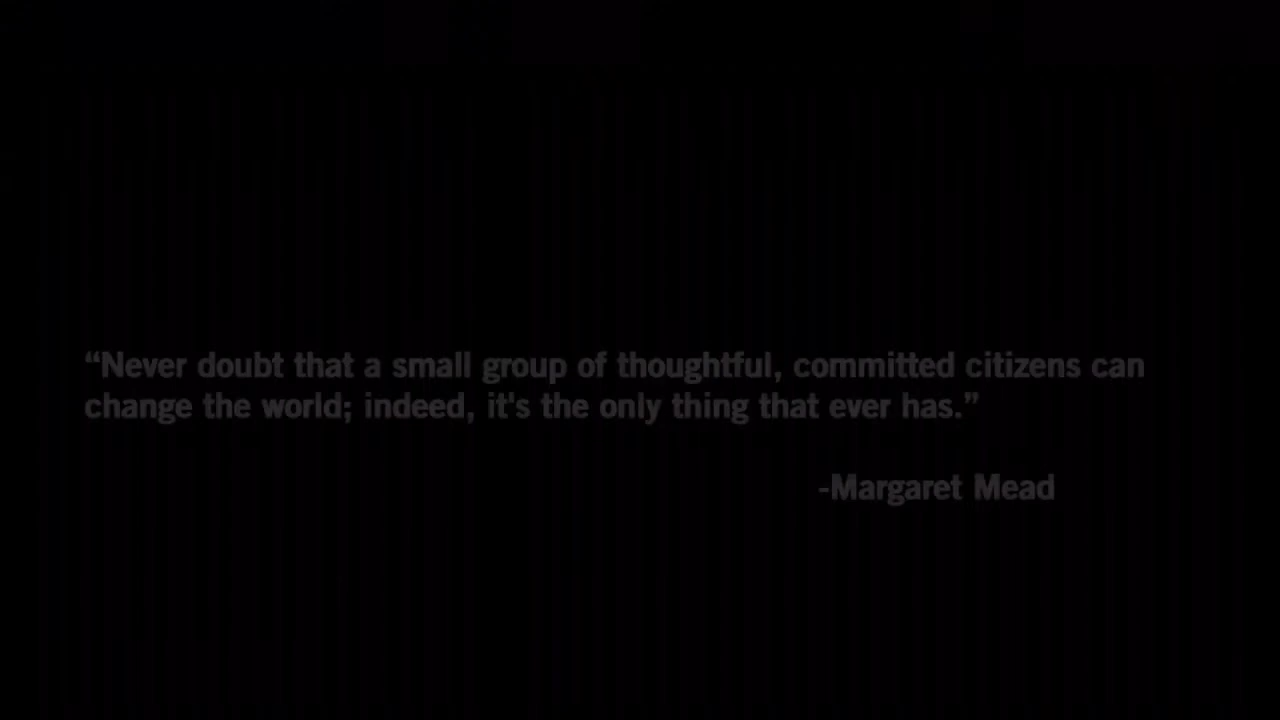 “Never doubt that a small group of thoughtful, committed citizens can
change the world; indeed, it's the only thing that ever has.”
-Margaret Mead